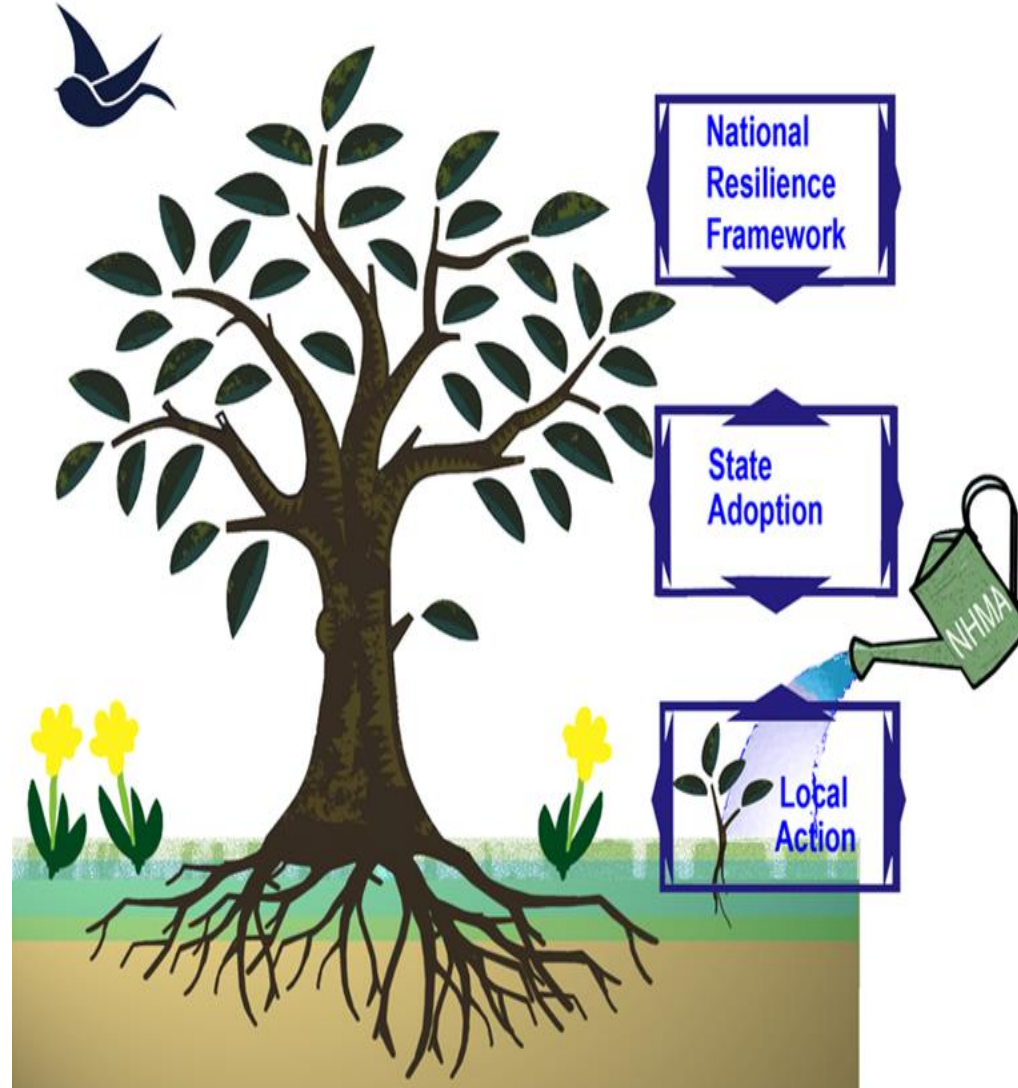 National
Resilience
Framework
State
Adoption
NHMA
Local
Action